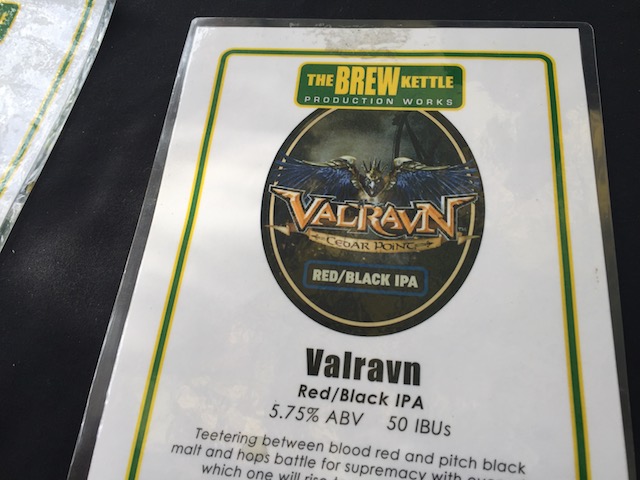 THE BREW KETTLE
PRODUCTION WORKS
VALRAVN
CEDAR POINT
RED/BLACK IPA
Valravn
Red/Black IPA
5.75% ABV 50 IBUs
Teetering between blood red and pitch black
malt and hops battle for supremacy with
which one will